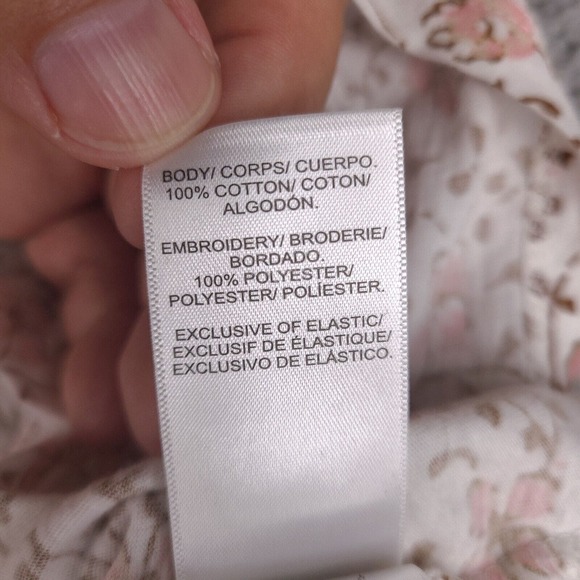 BODY/ CORPS/ CUERPO.
100% COTTON/ COTON/
ALGODÓN.
EMBROIDERY/ BRODERIE/
BORDADO.
100% POLYESTER/
POLYESTER/ POLÍESTER.
EXCLUSIVE OF ELASTIC/
EXCLUSIF DE ÉLASTIQUE/
EXCLUSIVO DE ELÁSTICO.